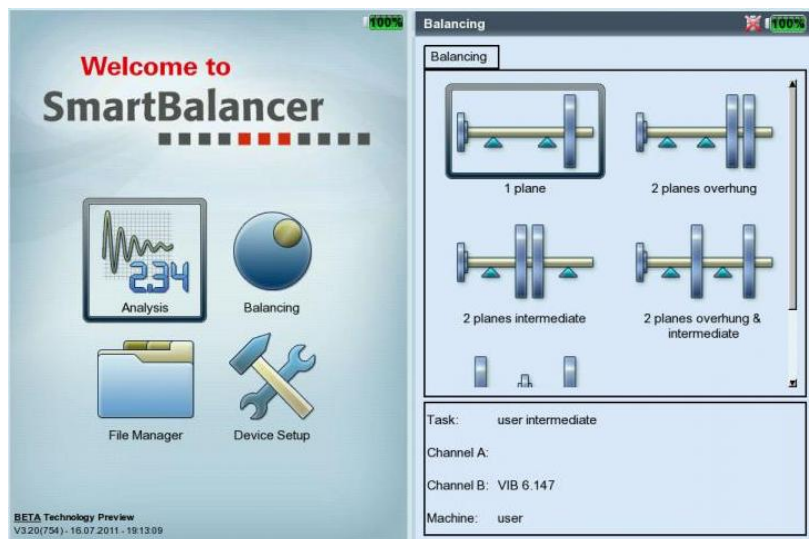 100%
Welcome to
SmartBalancer
2.34
Analysis
Balancing
File Manager
Device Setup
BETA Technology Preview
V3.20(754) - 16.07.2011 - 19:13:09
Balancing
100%
Balancing
1 plane
2 planes overhung
2 planes intermediate
2 planes overhung &
intermediate
Task: user intermediate
Channel A:
Channel B: VIB 6.147
Machine: user